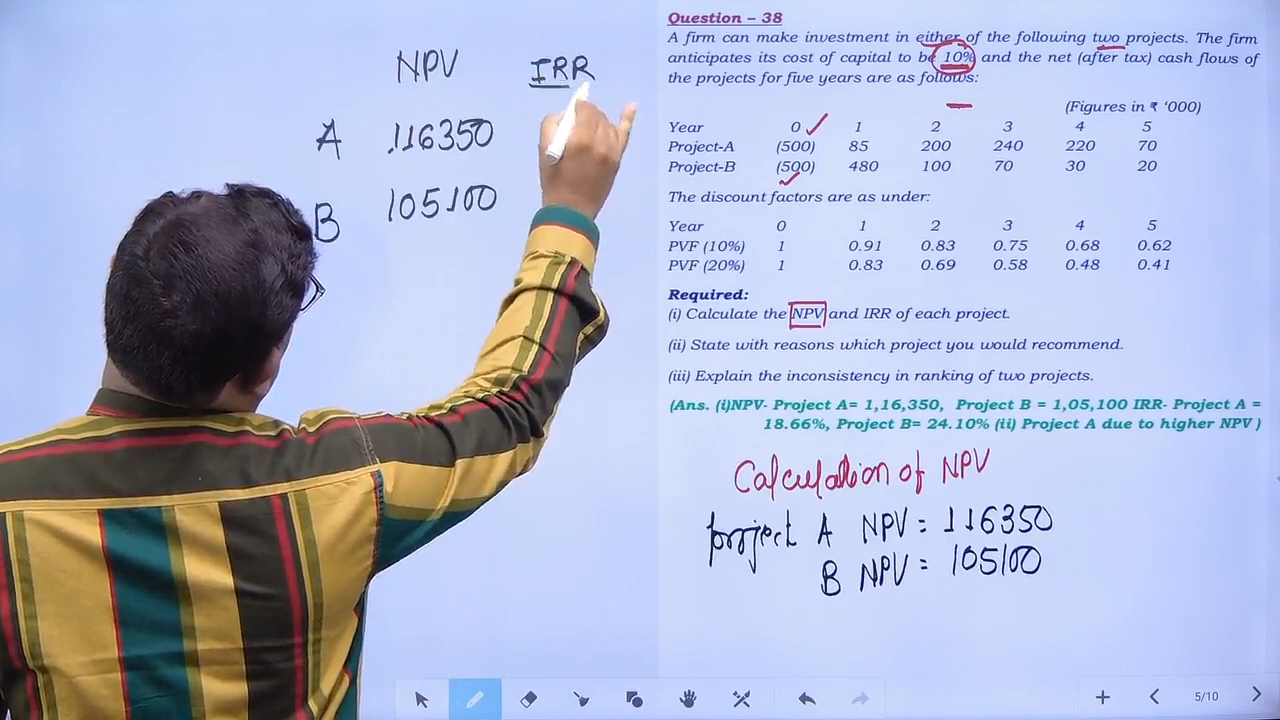 NPV IRR
A 116350
B 105100
Question – 38
A firm can make investment in either of the following two projects. The firm
anticipates its cost of capital to be 10% and the net (after tax) cash flows of
the projects for five years are as follows:
(Figures in ₹ ‘000)
Year 0 1 2 3 4 5
Project-A (500) 85 200 240 220 70
Project-B (500) 480 100 70 30 20
The discount factors are as under:
Year 0 1 2 3 4 5
PVF (10%) 1 0.91 0.83 0.75 0.68 0.62
PVF (20%) 1 0.83 0.69 0.58 0.48 0.41
Required:
(i) Calculate the NPV and IRR of each project.
(ii) State with reasons which project you would recommend.
(iii) Explain the inconsistency in ranking of two projects.
(Ans. (i)NPV- Project A= 1,16,350, Project B = 1,05,100 IRR- Project A =
18.66%, Project B= 24.10% (ii) Project A due to higher NPV )
Calculation of NPV
project A NPV = 116350
B NPV = 105100
5/10